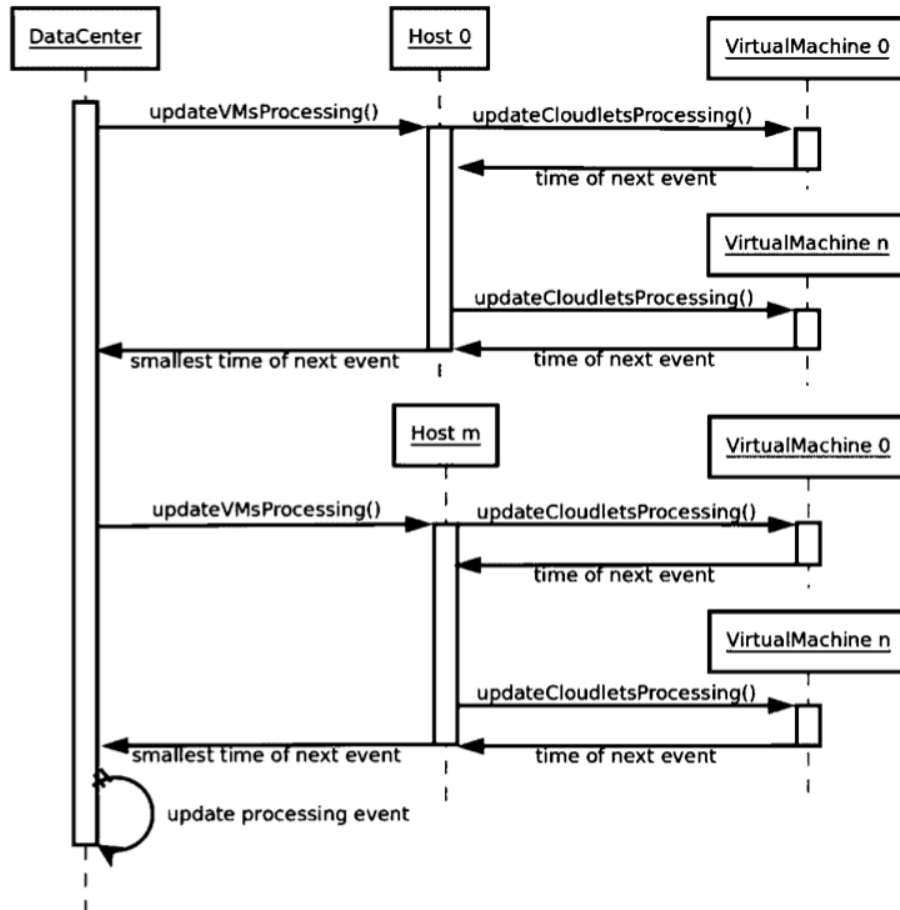 DataCenter
Host 0
VirtualMachine 0
updateVMsProcessing()
updateCloudletsProcessing()
time of next event
VirtualMachine n
updateCloudletsProcessing()
smallest time of next event
time of next event
Host m
VirtualMachine 0
updateVMsProcessing()
updateCloudletsProcessing()
time of next event
VirtualMachine n
updateCloudletsProcessing()
smallest time of next event
time of next event
update processing event